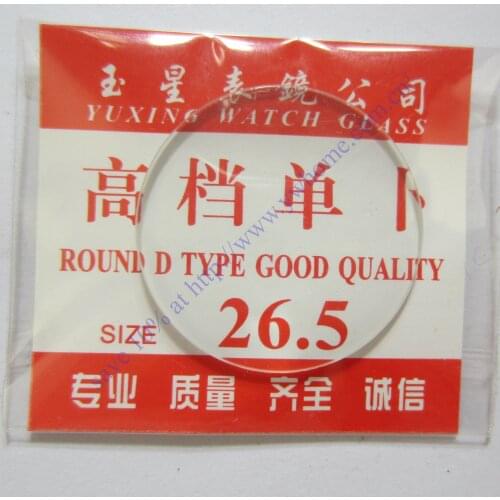 玉星表鏡公司
YUXING WATCH GLASS
高档单卜
ROUND D TYPE GOOD QUALITY
SIZE 26.5
专业 质量 齐全 诚信